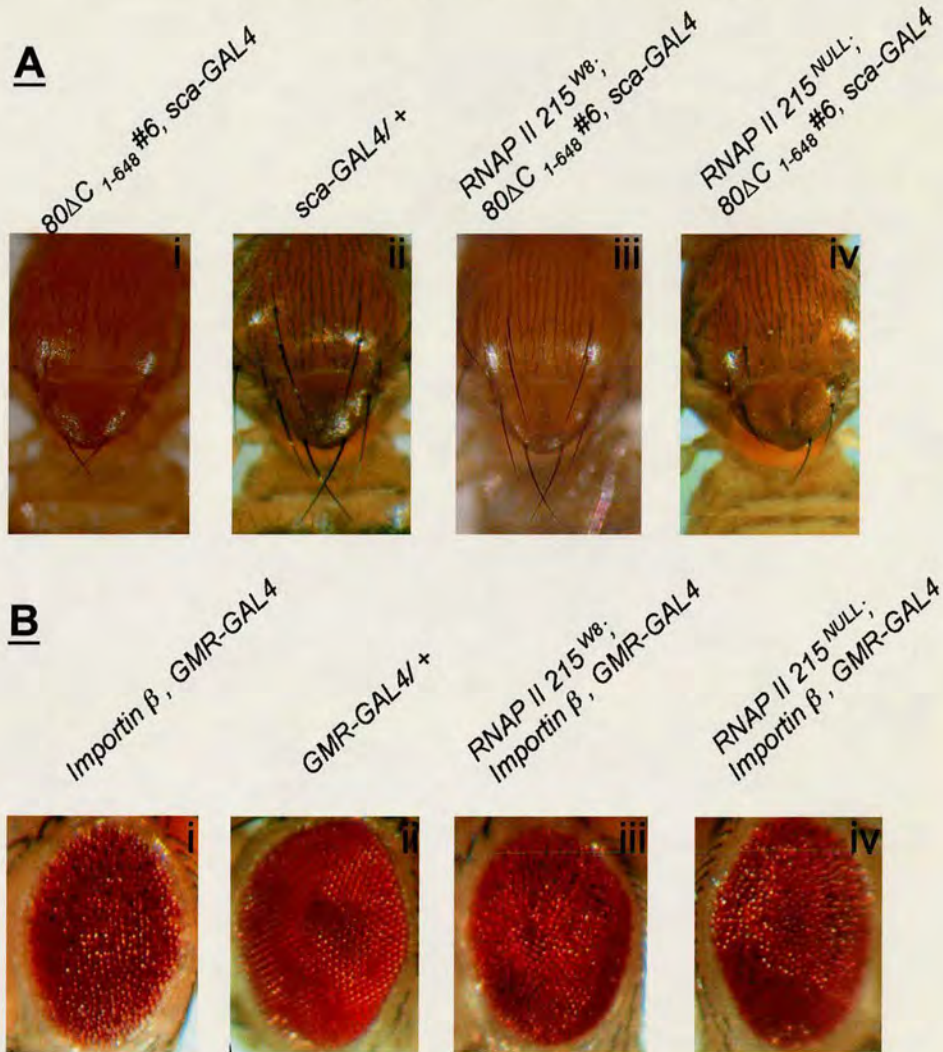 A
80ΔC 1-648 #6, sca-GAL4
sca-GAL4/ +
RNAP II 215 W8;
80ΔC 1-648 #6, sca-GAL4
RNAP II 215 NULL;
80ΔC 1-648 #6, sca-GAL4
i
ii
iii
iv
B
Importin β , GMR-GAL4
GMR-GAL4/ +
RNAP II 215 W8;
Importin β , GMR-GAL4
RNAP II 215 NULL;
Importin β , GMR-GAL4
i
ii
iii
iv